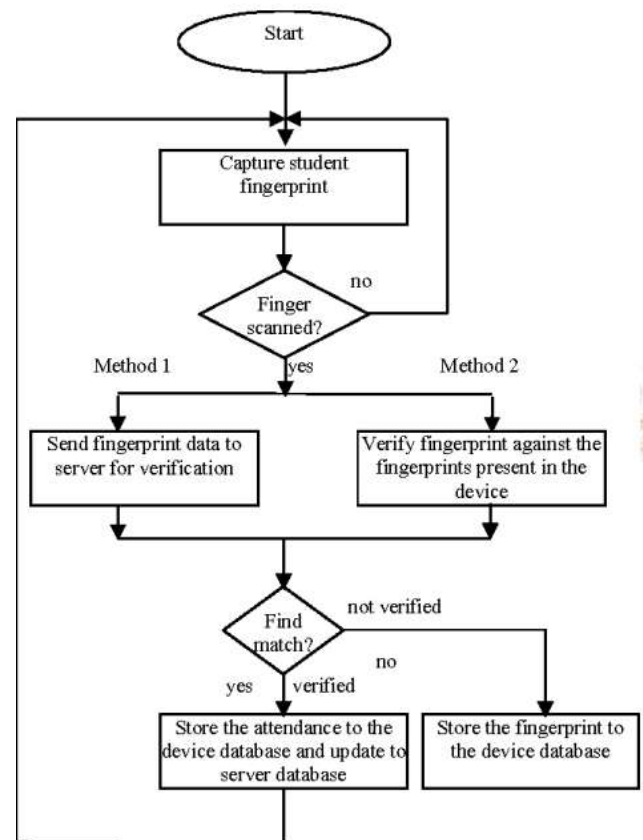 Start
Capture student
fingerprint
no
Finger
scanned?
yes
Method 1
Method 2
Send fingerprint data to
server for verification
Verify fingerprint against the
fingerprints present in the
device
not verified
Find
match?
no
yes verified
Store the attendance to the
device database and update to
server database
Store the fingerprint to
the device database